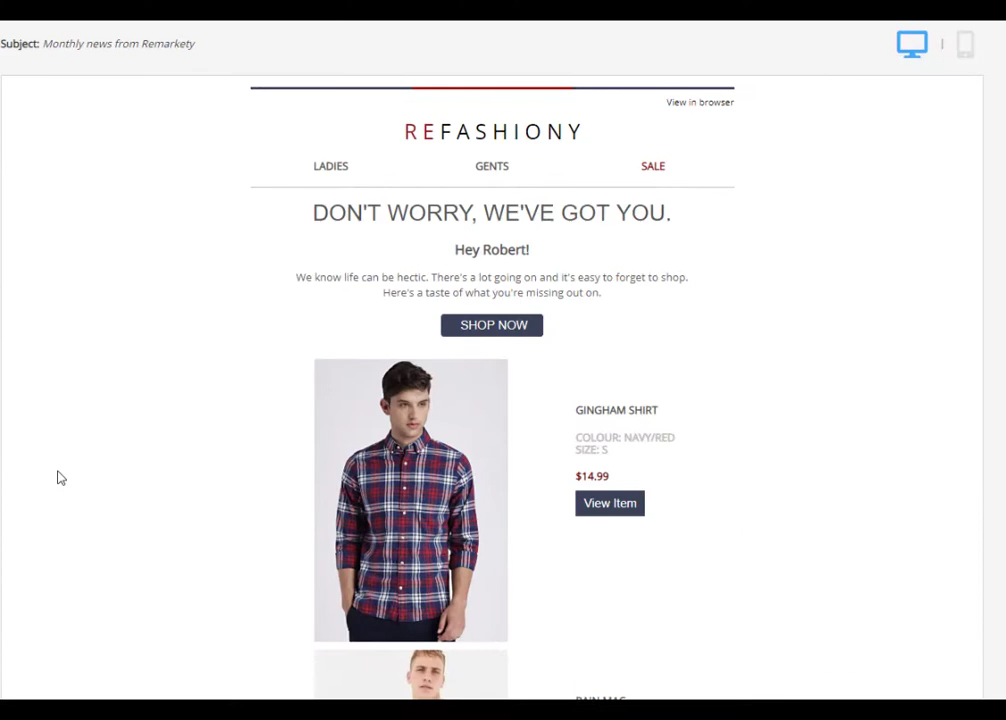 Subject: Monthly news from Remarkety
View in browser
REFASHIONY
LADIES GENTS SALE
DON'T WORRY, WE'VE GOT YOU.
Hey Robert!
We know life can be hectic. There's a lot going on and it's easy to forget to shop.
Here's a taste of what you're missing out on.
SHOP NOW
GINGHAM SHIRT
COLOUR: NAVY/RED
SIZE: S
$14.99
View Item
RAIN MAC